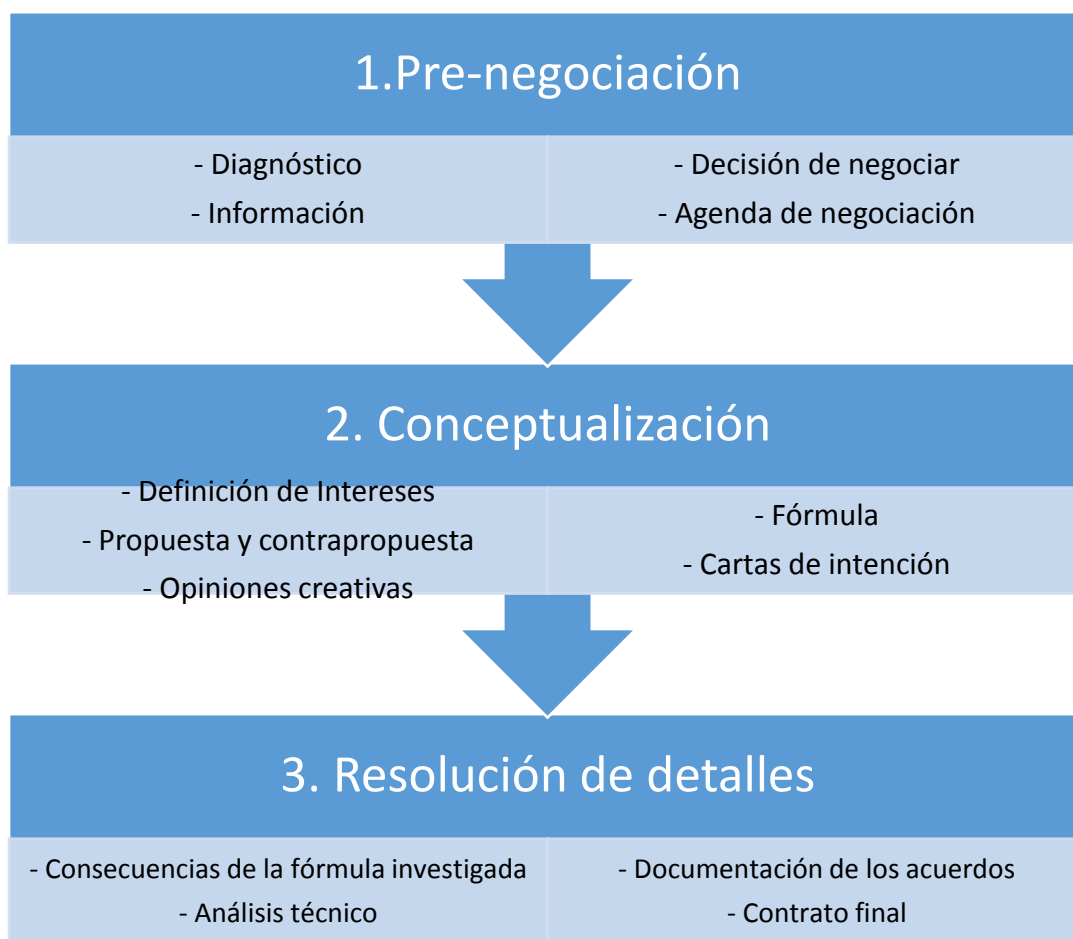 1.Pre-negociación
- Diagnóstico
- Información
- Decisión de negociar
- Agenda de negociación
2. Conceptualización
- Definición de Intereses
- Propuesta y contrapropuesta
- Opiniones creativas
- Fórmula
- Cartas de intención
3. Resolución de detalles
- Consecuencias de la fórmula investigada
- Análisis técnico
- Documentación de los acuerdos
- Contrato final